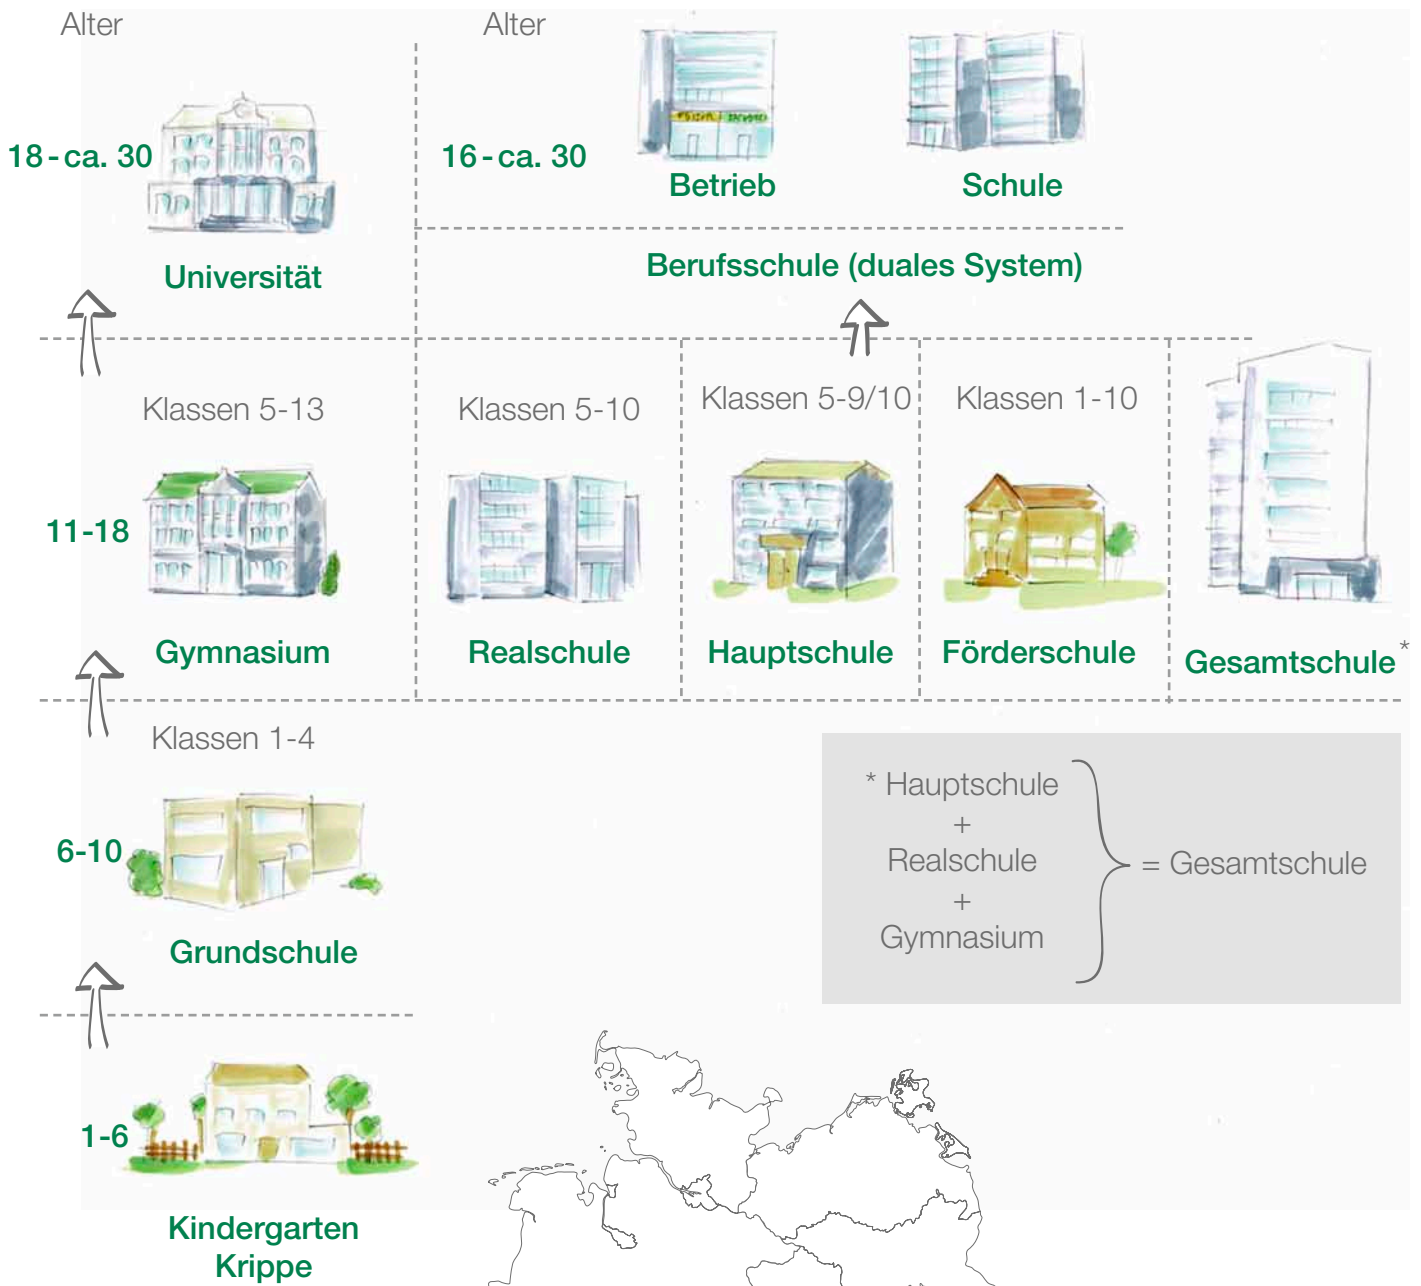 Alter
Alter
18-ca. 30
16-ca. 30
Betrieb
Schule
Universität
Berufsschule (duales System)
Klassen 5-13
Klassen 5-10
Klassen 5-9/10
Klassen 1-10
11-18
Gymnasium
Realschule
Hauptschule
Förderschule
Gesamtschule*
Klassen 1-4
6-10
Grundschule
* Hauptschule
+
Realschule
+
Gymnasium
= Gesamtschule
1-6
Kindergarten
Krippe